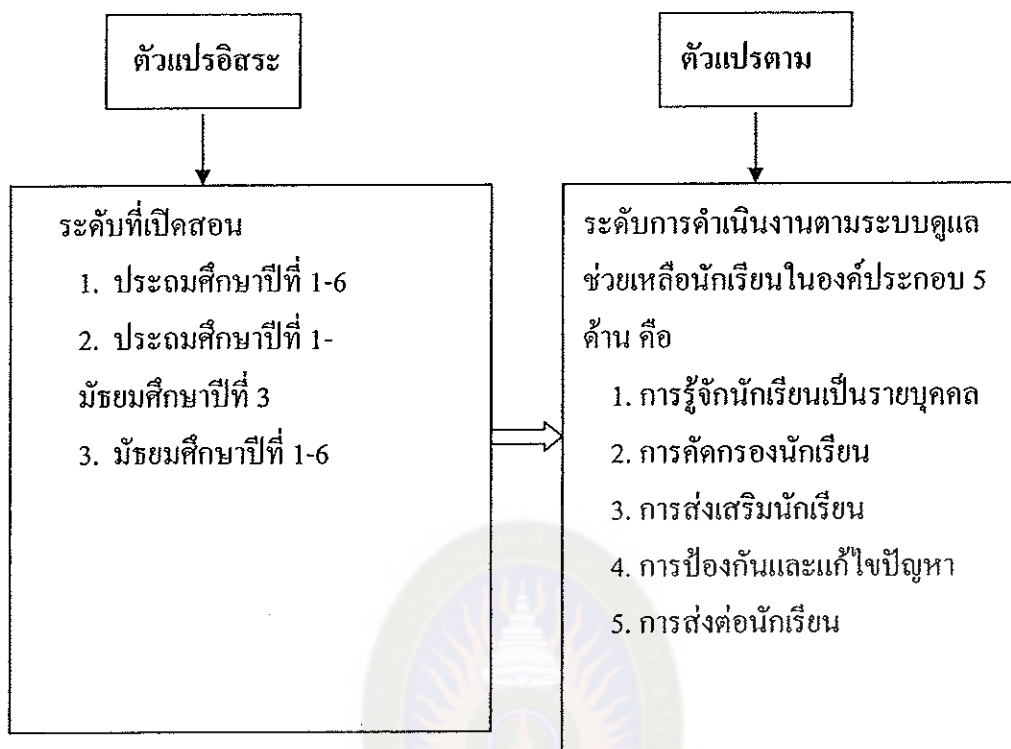 ตัวแปรอิสระ
ตัวแปรตาม
ระดับที่เปิดสอน
1. ประถมศึกษาปีที่ 1-6
2. ประถมศึกษาปีที่ 1-
มัธยมศึกษาปีที่ 3
3. มัธยมศึกษาปีที่ 1-6
ระดับการดำเนินงานตามระบบดูแล
ช่วยเหลือนักเรียนในองค์ประกอบ 5
ด้าน คือ
1. การรู้จักนักเรียนเป็นรายบุคคล
2. การคัดกรองนักเรียน
3. การส่งเสริมนักเรียน
4. การป้องกันและแก้ไขปัญหา
5. การส่งต่อนักเรียน